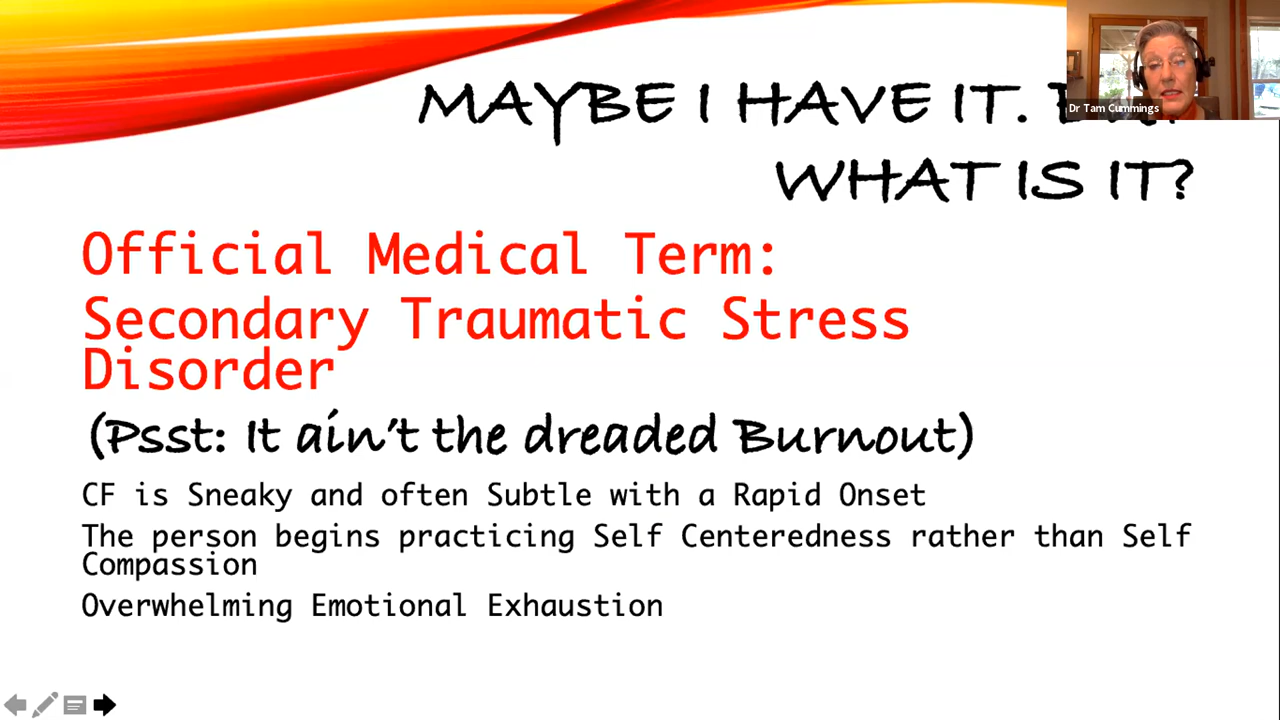 MAYBE I HAVE IT.
WHAT IS IT?
Dr Tam Cummings
Official Medical Term:
Secondary Traumatic Stress
Disorder
(Psst: It ain't the dreaded Burnout)
CF is Sneaky and often Subtle with a Rapid Onset
The person begins practicing Self Centeredness rather than Self
Compassion
Overwhelming Emotional Exhaustion